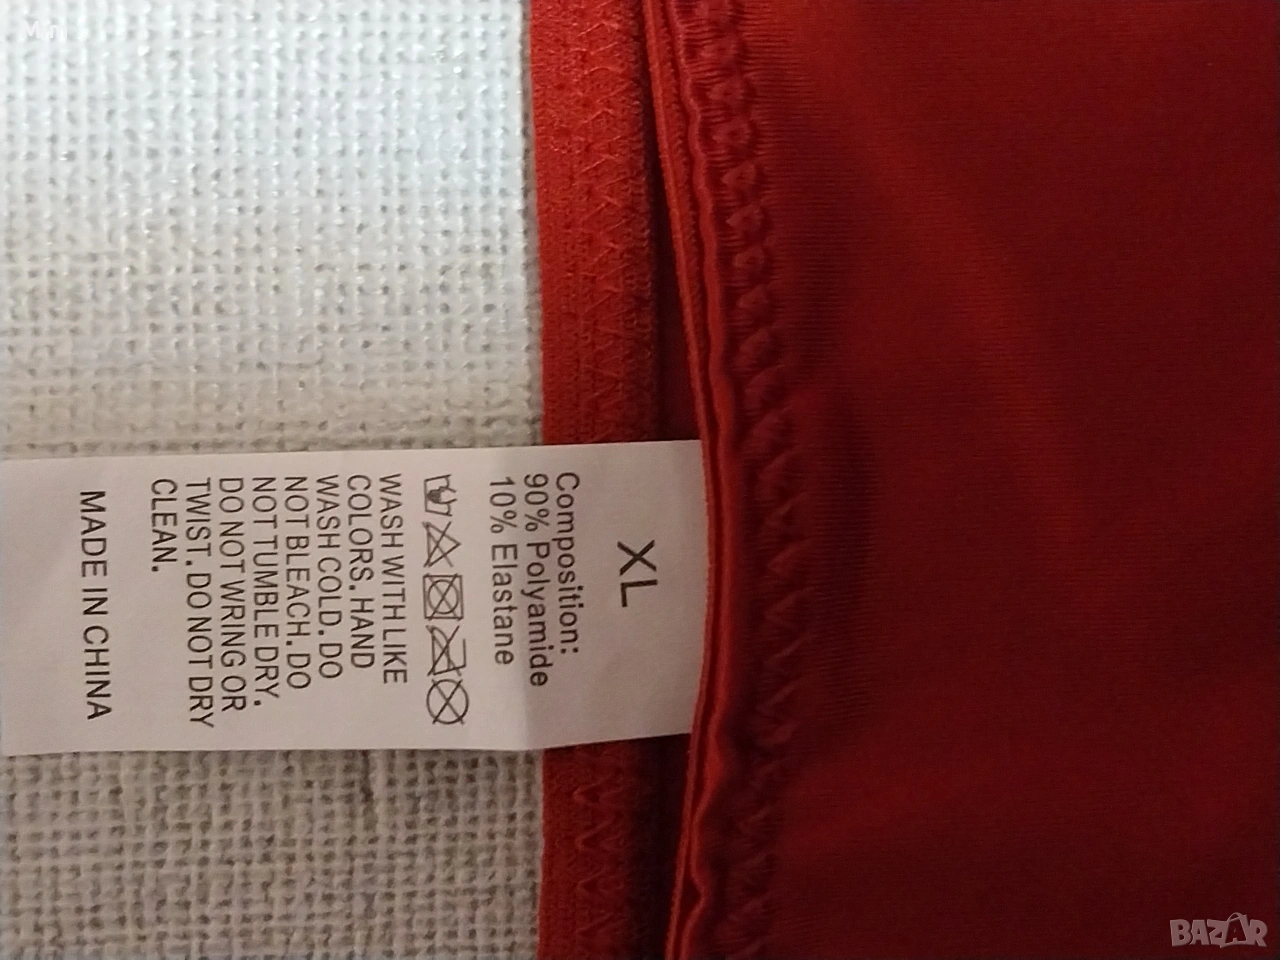 XL
Composition:
90% Polyamide
10% Elastane
WASH WITH LIKE
COLORS. HAND
WASH COLD. DO
NOT BLEACH. DO
NOT TUMBLE DRY.
DO NOT WRING OR
TWIST. DO NOT DRY
CLEAN.
MADE IN CHINA
BAZAR